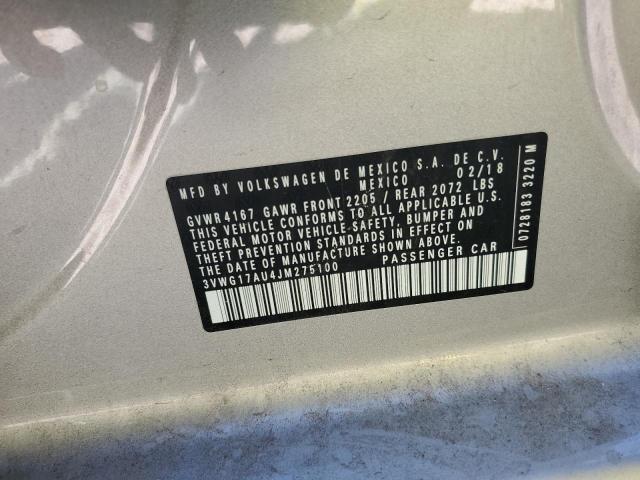 MFD BY VOLKSWAGEN DE MEXICO S.A. DE C.V.
MEXICO 02/18
GVWR 4167 GAWR FRONT 2205 / REAR 2072 LBS
THIS VEHICLE CONFORMS TO ALL APPLICABLE U.S.
FEDERAL MOTOR VEHICLE-SAFETY, BUMPER AND
THEFT PREVENTION STANDARDS IN EFFECT ON
THE DATE OF MANUFACTURE SHOWN ABOVE.
3VWG17AU4JM275100 PASSENGER CAR
0728183 3220 M